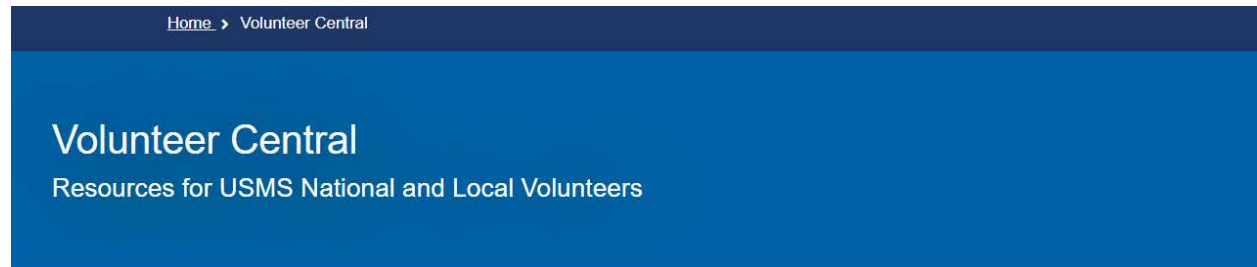 Home > Volunteer Central
Volunteer Central
Resources for USMS National and Local Volunteers